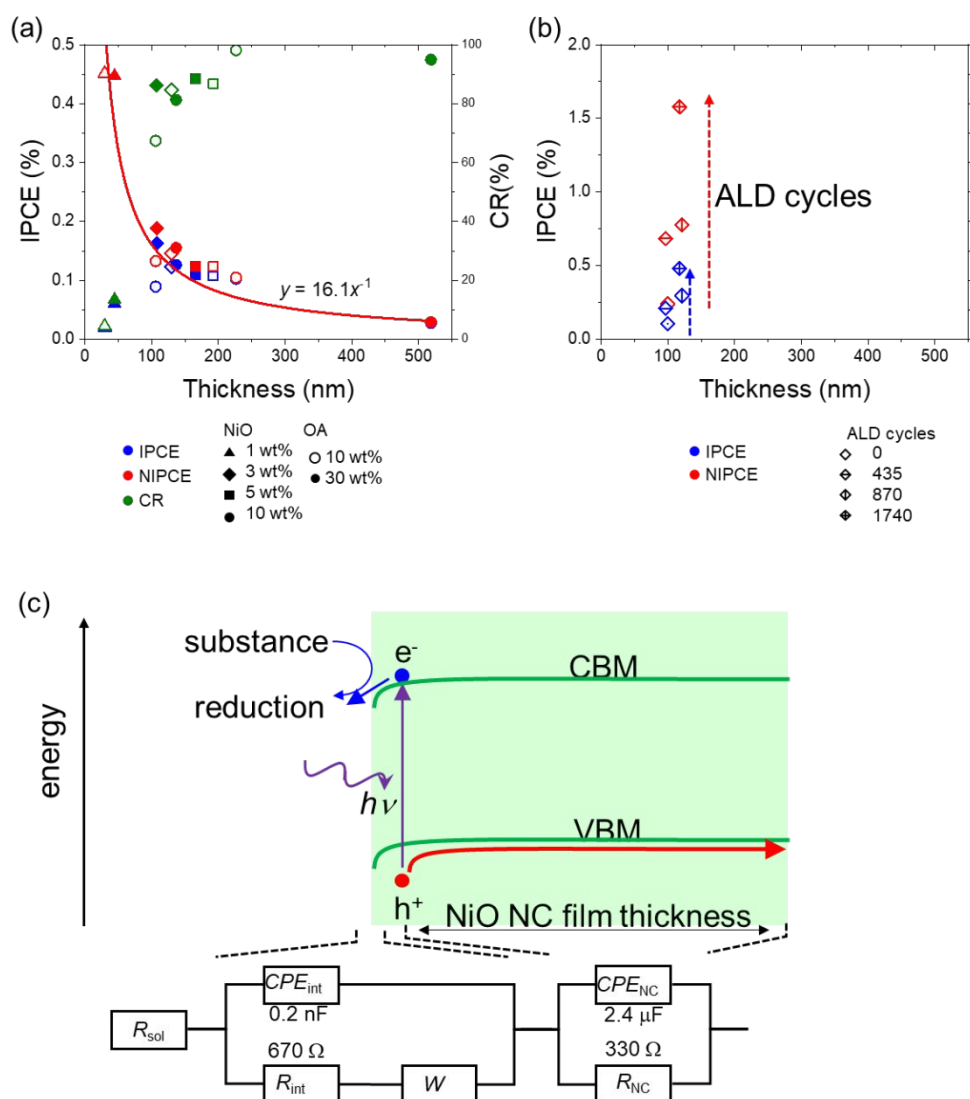 (a)
0.5
0.4
0.3
0.2
0.1
0.0
IPCE (%)
100
80
60
40
20
0
CR(%)
y = 16.1x⁻¹
0 100 200 300 400 500
Thickness (nm)
IPCE
NIPCE
CR
NiO
1 wt%
3 wt%
5 wt%
10 wt%
OA
10 wt%
30 wt%
(b)
2.0
1.5
1.0
0.5
0.0
IPCE (%)
ALD cycles
0 100 200 300 400 500
Thickness (nm)
IPCE
NIPCE
ALD cycles
0
435
870
1740
(c)
energy
substance
reduction
e⁻
hν
h⁺
CBM
VBM
NiO NC film thickness
R_sol
CPE_int
0.2 nF
670 Ω
R_int
W
CPE_NC
2.4 μF
330 Ω
R_NC